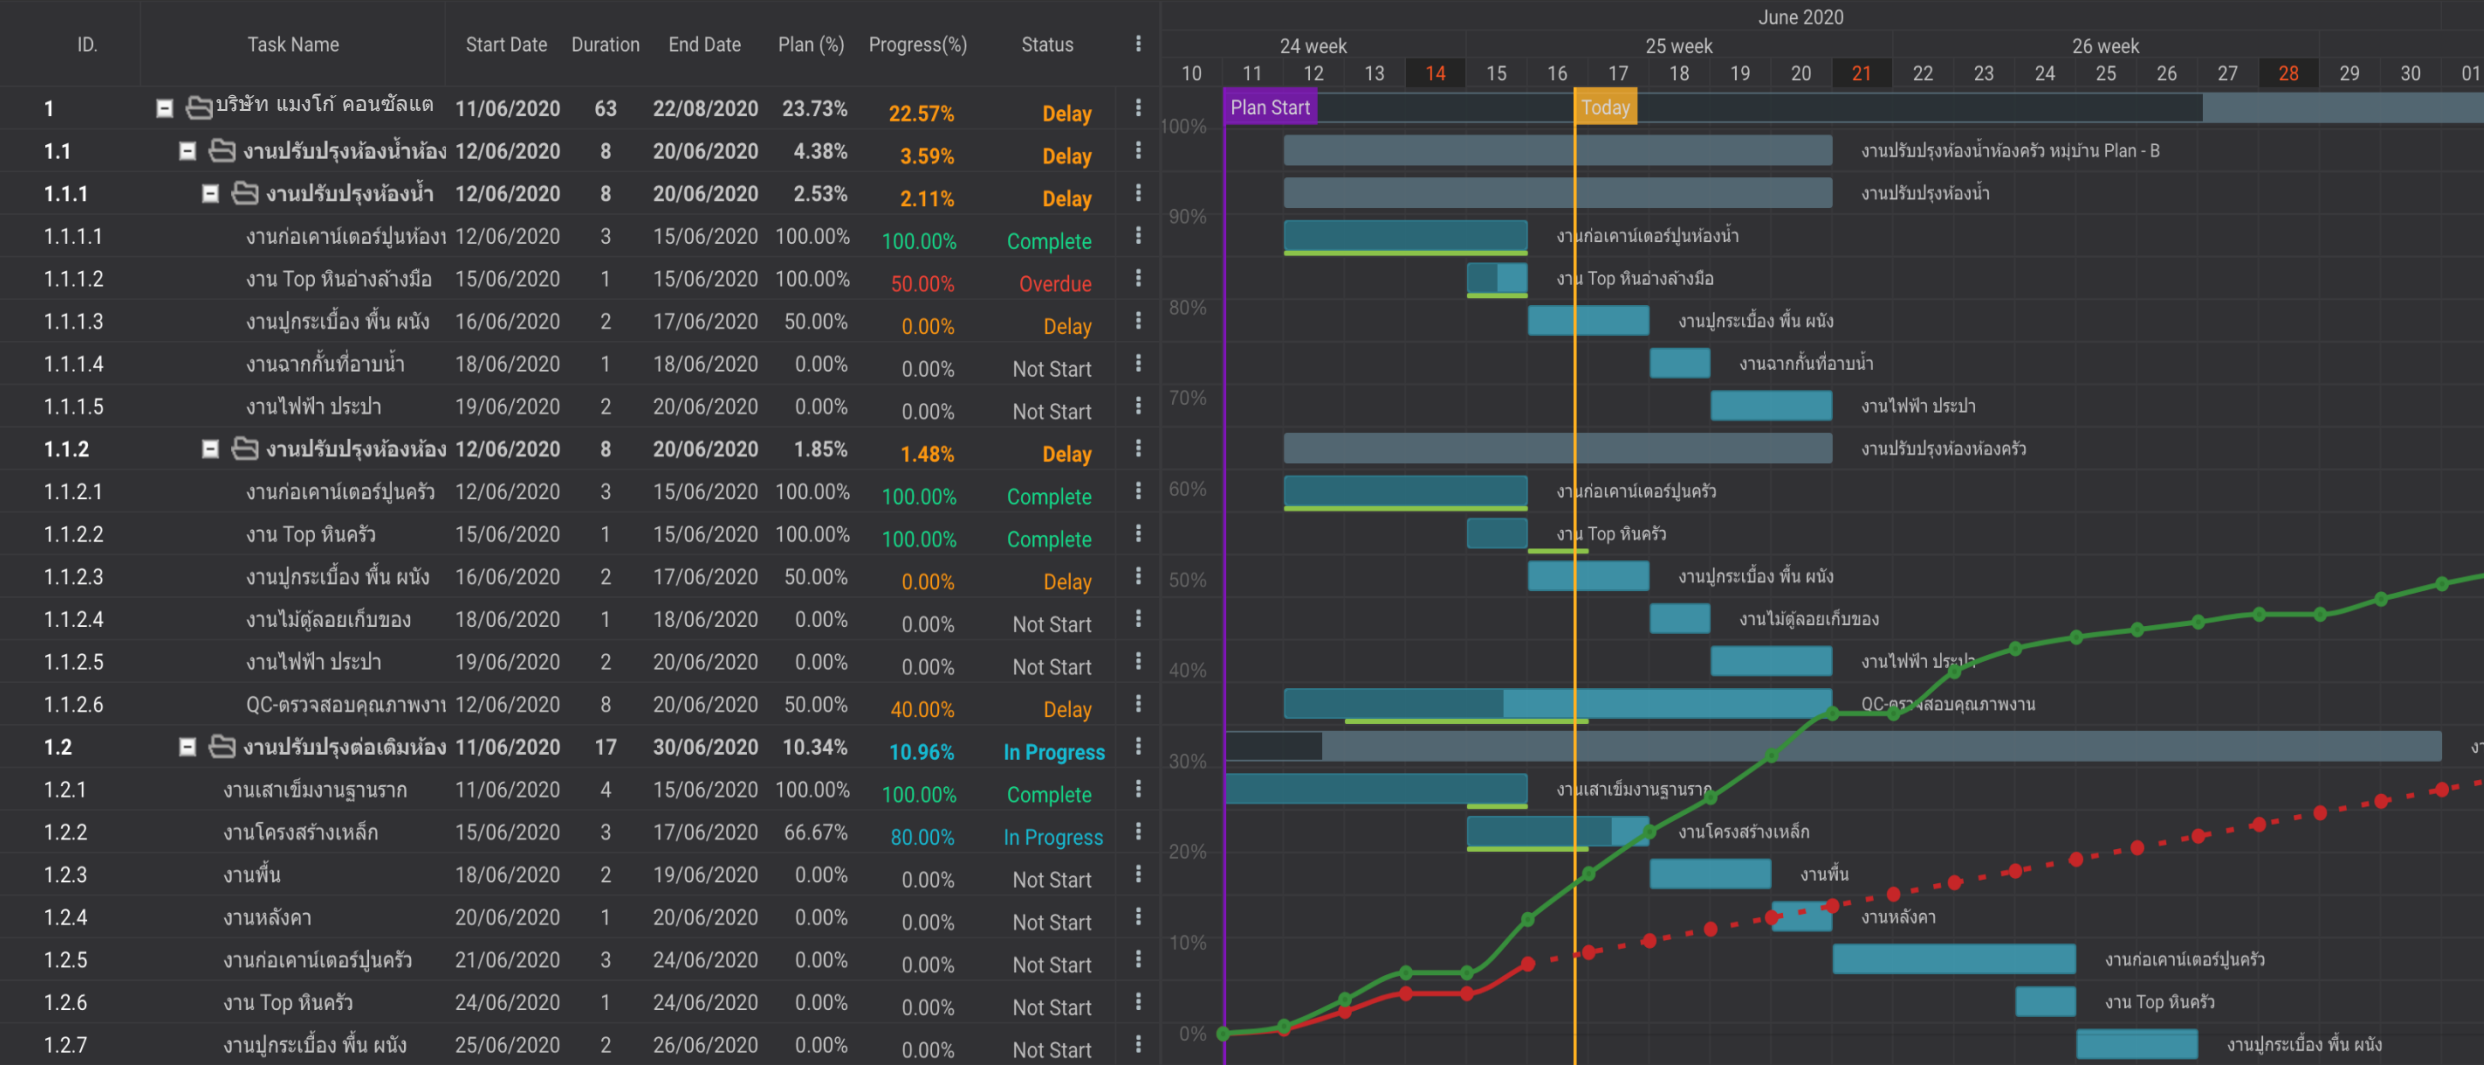 June 2020
ID. Task Name Start Date Duration End Date Plan (%) Progress(%) Status 24 week 25 week 26 week
10 11 12 13 14 15 16 17 18 19 20 21 22 23 24 25 26 27 28 29 30 01
1 บริษัท แมงโก้ คอนซัลแต 11/06/2020 63 22/08/2020 23.73% 22.57% Delay Plan Start Today
100%
1.1 งานปรับปรุงห้องน้ำห้อง 12/06/2020 8 20/06/2020 4.38% 3.59% Delay งานปรับปรุงห้องน้ำห้องครัว หมู่บ้าน Plan - B
1.1.1 งานปรับปรุงห้องน้ำ 12/06/2020 8 20/06/2020 2.53% 2.11% Delay งานปรับปรุงห้องน้ำ
90%
1.1.1.1 งานก่อเคาน์เตอร์ปูนห้องน 12/06/2020 3 15/06/2020 100.00% 100.00% Complete งานก่อเคาน์เตอร์ปูนห้องน้ำ
1.1.1.2 งาน Top หินอ่างล้างมือ 15/06/2020 1 15/06/2020 100.00% 50.00% Overdue งาน Top หินอ่างล้างมือ
80%
1.1.1.3 งานปูกระเบื้อง พื้น ผนัง 16/06/2020 2 17/06/2020 50.00% 0.00% Delay งานปูกระเบื้อง พื้น ผนัง
1.1.1.4 งานฉากกั้นที่อาบน้ำ 18/06/2020 1 18/06/2020 0.00% 0.00% Not Start งานฉากกั้นที่อาบน้ำ
70%
1.1.1.5 งานไฟฟ้า ประปา 19/06/2020 2 20/06/2020 0.00% 0.00% Not Start งานไฟฟ้า ประปา
1.1.2 งานปรับปรุงห้องห้อง 12/06/2020 8 20/06/2020 1.85% 1.48% Delay งานปรับปรุงห้องห้องครัว
1.1.2.1 งานก่อเคาน์เตอร์ปูนครัว 12/06/2020 3 15/06/2020 100.00% 100.00% Complete งานก่อเคาน์เตอร์ปูนครัว
60%
1.1.2.2 งาน Top หินครัว 15/06/2020 1 15/06/2020 100.00% 100.00% Complete งาน Top หินครัว
1.1.2.3 งานปูกระเบื้อง พื้น ผนัง 16/06/2020 2 17/06/2020 50.00% 0.00% Delay งานปูกระเบื้อง พื้น ผนัง
50%
1.1.2.4 งานไม้ตู้ลอยเก็บของ 18/06/2020 1 18/06/2020 0.00% 0.00% Not Start งานไม้ตู้ลอยเก็บของ
1.1.2.5 งานไฟฟ้า ประปา 19/06/2020 2 20/06/2020 0.00% 0.00% Not Start งานไฟฟ้า ประปา
40%
1.1.2.6 QC-ตรวจสอบคุณภาพงาน 12/06/2020 8 20/06/2020 50.00% 40.00% Delay QC-ตรวจสอบคุณภาพงาน
1.2 งานปรับปรุงต่อเติมห้อง 11/06/2020 17 30/06/2020 10.34% 10.96% In Progress
30%
1.2.1 งานเสาเข็มงานฐานราก 11/06/2020 4 15/06/2020 100.00% 100.00% Complete งานเสาเข็มงานฐานราก
1.2.2 งานโครงสร้างเหล็ก 15/06/2020 3 17/06/2020 66.67% 80.00% In Progress งานโครงสร้างเหล็ก
20%
1.2.3 งานพื้น 18/06/2020 2 19/06/2020 0.00% 0.00% Not Start งานพื้น
1.2.4 งานหลังคา 20/06/2020 1 20/06/2020 0.00% 0.00% Not Start งานหลังคา
10%
1.2.5 งานก่อเคาน์เตอร์ปูนครัว 21/06/2020 3 24/06/2020 0.00% 0.00% Not Start งานก่อเคาน์เตอร์ปูนครัว
1.2.6 งาน Top หินครัว 24/06/2020 1 24/06/2020 0.00% 0.00% Not Start งาน Top หินครัว
0%
1.2.7 งานปูกระเบื้อง พื้น ผนัง 25/06/2020 2 26/06/2020 0.00% 0.00% Not Start งานปูกระเบื้อง พื้น ผนัง